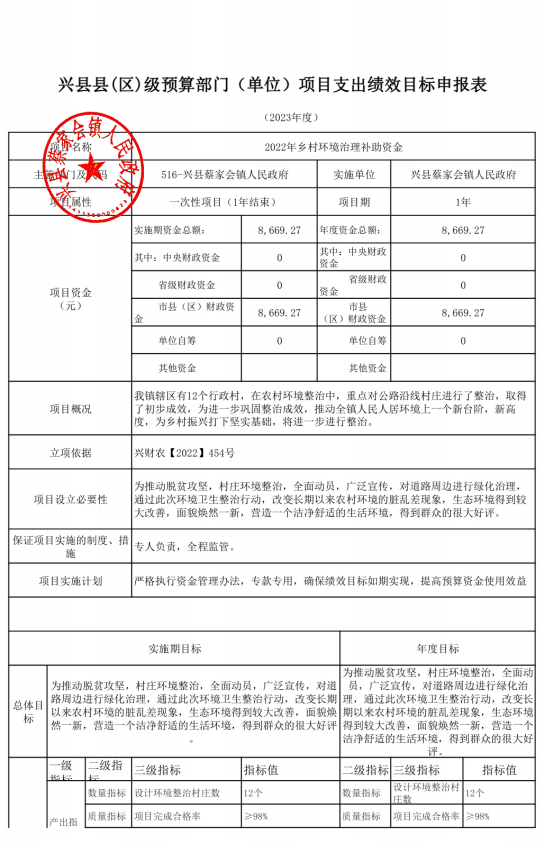 兴县县(区)级预算部门（单位）项目支出绩效目标申报表
（2023年度）
项目名称 2022年乡村环境治理补助资金
主管部门及代码 516-兴县蔡家会镇人民政府 实施单位 兴县蔡家会镇人民政府
项目属性 一次性项目（1年结束） 项目期 1年
兴县蔡家会镇人民政府
项目资金
（元）
实施期资金总额: 8,669.27 年度资金总额: 8,669.27
其中: 中央财政资金 0 其中: 中央财政
资金 0
省级财政资金 0 省级财政
资金 0
市县（区）财政资
金 8,669.27 市县
（区）财政资金 8,669.27
单位自筹 0 单位自筹 0
其他资金 其他资金
项目概况
我镇辖区有12个行政村，在农村环境整治中，重点对公路沿线村庄进行了整治，取得
了初步成效，为进一步巩固整治成效，推动全镇人民人居环境上一个新台阶，新高
度，为乡村振兴打下坚实基础，将进一步进行整治。
立项依据 兴财农【2022】454号
项目设立必要性
为推动脱贫攻坚，村庄环境整治，全面动员，广泛宣传，对道路周边进行绿化治理，
通过此次环境卫生整治行动，改变长期以来农村环境的脏乱差现象，生态环境得到较
大改善，面貌焕然一新，营造一个洁净舒适的生活环境，得到群众的很大好评。
保证项目实施的制度、措
施 专人负责，全程监管。
项目实施计划 严格执行资金管理办法，专款专用，确保绩效目标如期实现，提高预算资金使用效益
实施期目标 年度目标
总体目
标
为推动脱贫攻坚，村庄环境整治，全面动员，广泛宣传，对道
路周边进行绿化治理，通过此次环境卫生整治行动，改变长期
以来农村环境的脏乱差现象，生态环境得到较大改善，面貌焕
然一新，营造一个洁净舒适的生活环境，得到群众的很大好评
。
为推动脱贫攻坚，村庄环境整治，全面动
员，广泛宣传，对道路周边进行绿化治
理，通过此次环境卫生整治行动，改变长
期以来农村环境的脏乱差现象，生态环境
得到较大改善，面貌焕然一新，营造一个
洁净舒适的生活环境，得到群众的很大好
评。
一级
指标 二级指
标 三级指标 指标值 二级指标 三级指标 指标值
产出指
数量指标 设计环境整治村庄数 12个 数量指标 设计环境整治村
庄数 12个
质量指标 项目完成合格率 ≥98% 质量指标 项目完成合格率 ≥98%